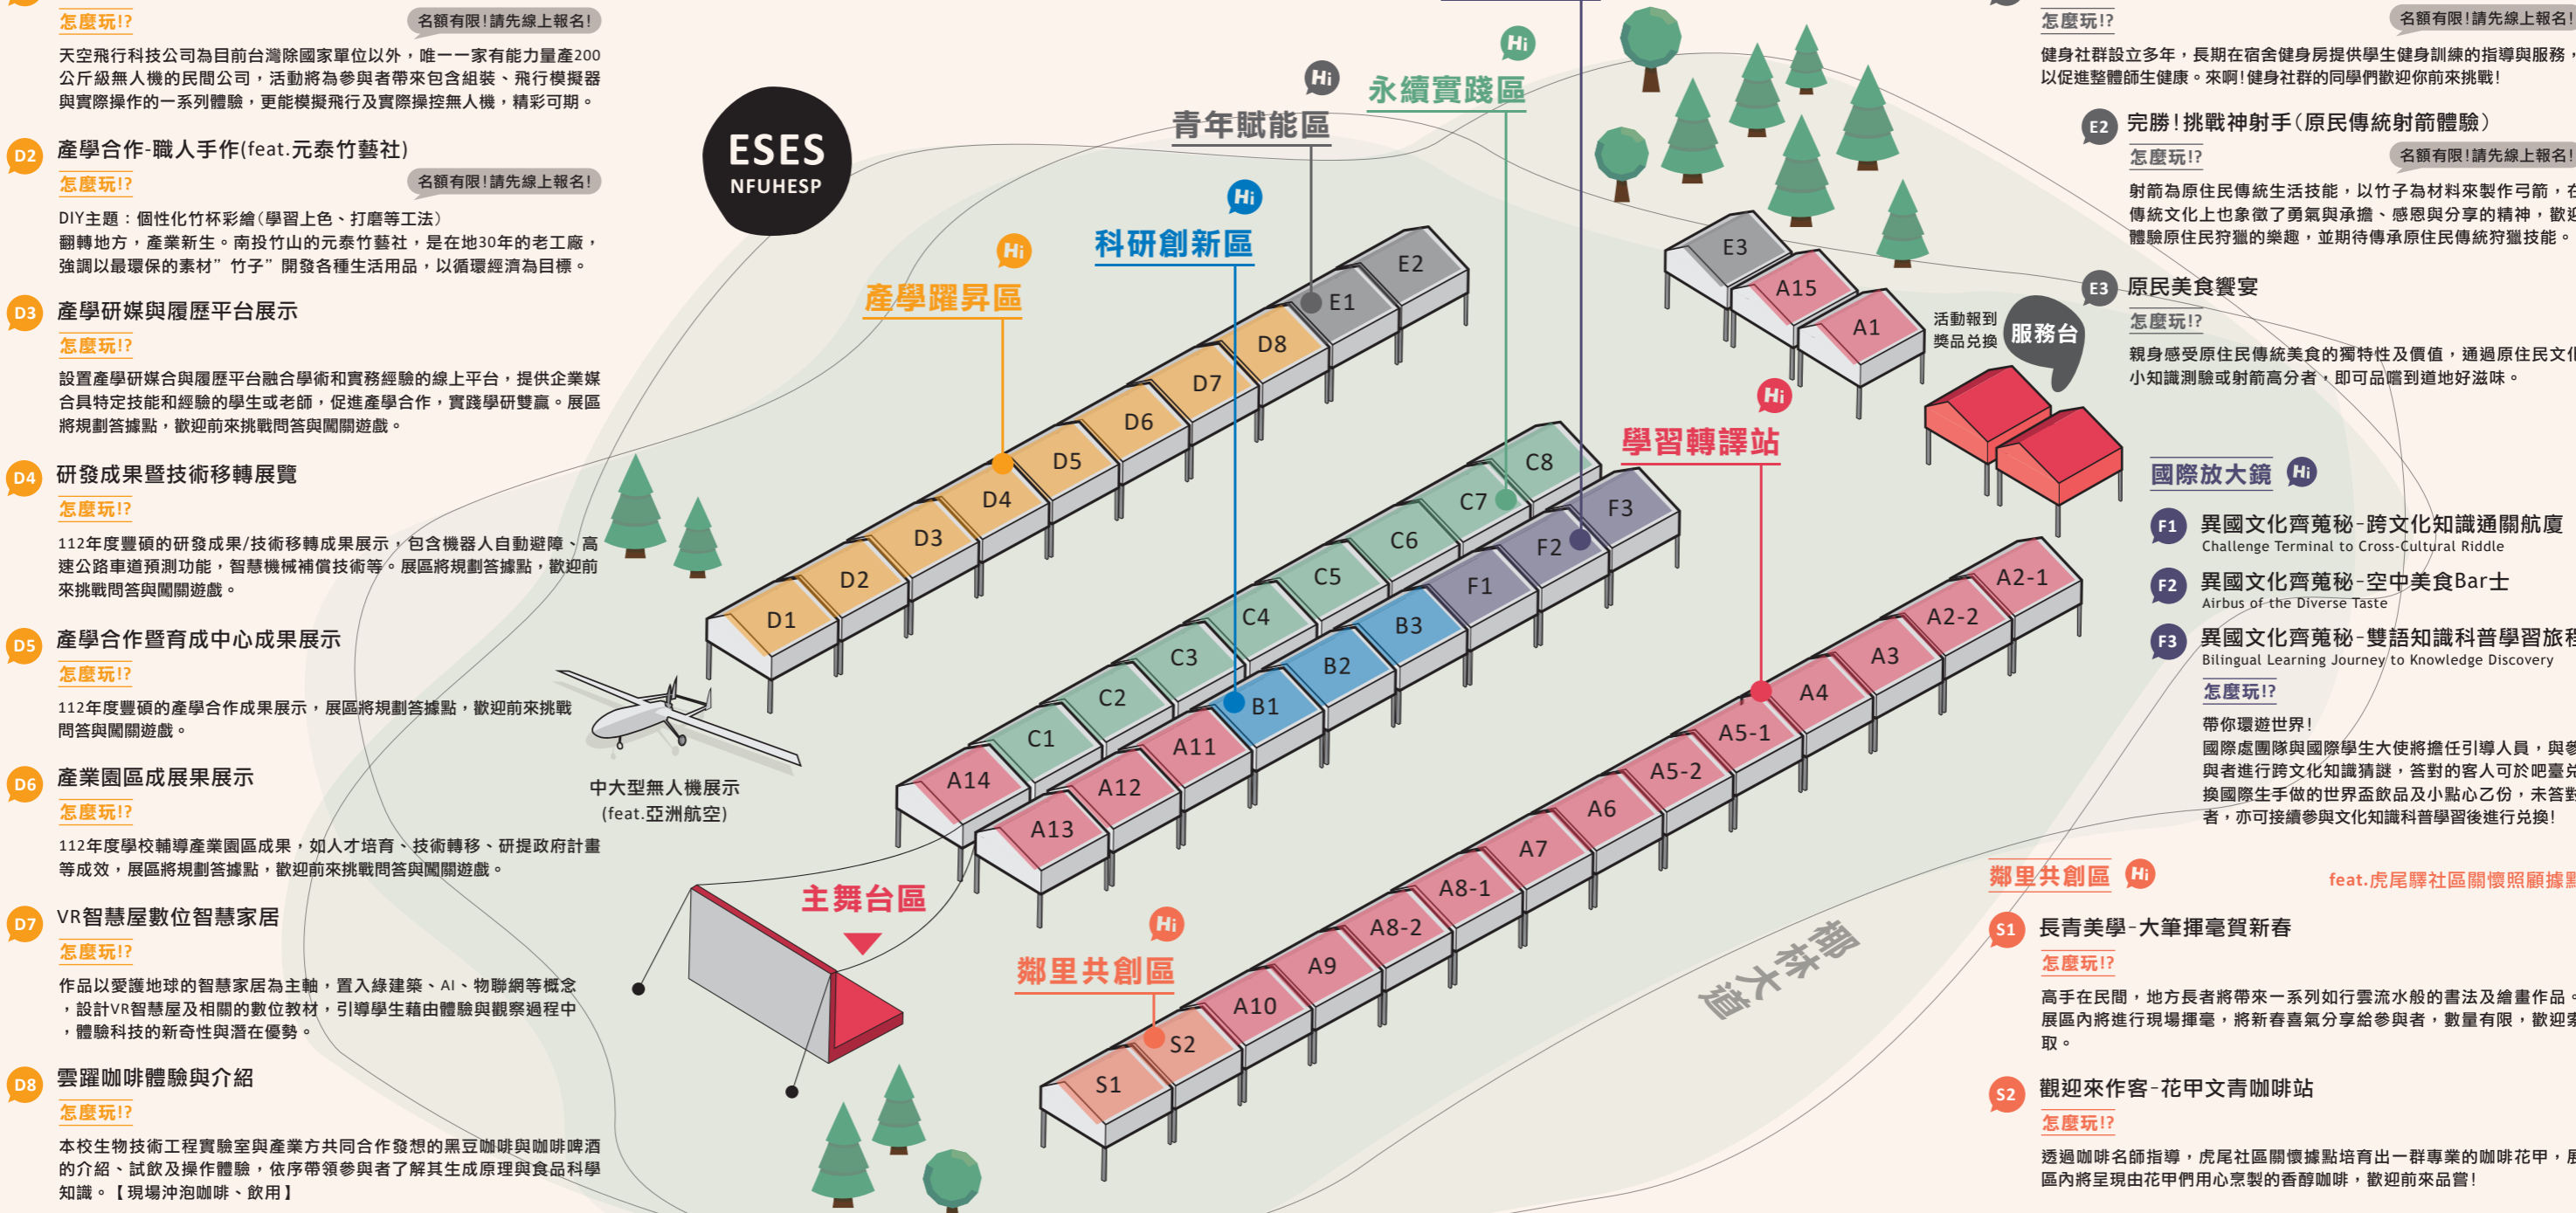 怎麼玩!?
名額有限!請先線上報名!
天空飛行科技公司為目前台灣除國家單位以外，唯一一家有能力量產200
公斤級無人機的民間公司，活動將為參與者帶來包含組裝、飛行模擬器
與實際操作的一系列體驗，更能模擬飛行及實際操控無人機，精彩可期。
D2 產學合作-職人手作(feat.元泰竹藝社)
怎麼玩!?
名額有限!請先線上報名!
DIY主題：個性化竹杯彩繪(學習上色、打磨等工法)
翻轉地方，產業新生。南投竹山的元泰竹藝社，是在地30年的老工廠，
強調以最環保的素材”竹子”開發各種生活用品，以循環經濟為目標。
D3 產學研媒與履歷平台展示
怎麼玩!?
設置產學研媒合與履歷平台融合學術和實務經驗的線上平台，提供企業媒
合具特定技能和經驗的學生或老師，促進產學合作，實踐學研雙贏。展區
將規劃答據點，歡迎前來挑戰問答與闖關遊戲。
D4 研發成果暨技術移轉展覽
怎麼玩!?
112年度豐碩的研發成果/技術移轉成果展示，包含機器人自動避障、高
速公路車道預測功能，智慧機械補償技術等。展區將規劃答據點，歡迎前
來挑戰問答與闖關遊戲。
D5 產學合作暨育成中心成果展示
怎麼玩!?
112年度豐碩的產學合作成果展示，展區將規劃答據點，歡迎前來挑戰
問答與闖關遊戲。
D6 產業園區成展果展示
怎麼玩!?
112年度學校輔導產業園區成果，如人才培育、技術轉移、研提政府計畫
等成效，展區將規劃答據點，歡迎前來挑戰問答與闖關遊戲。
D7 VR智慧屋數位智慧家居
怎麼玩!?
作品以愛護地球的智慧家居為主軸，置入綠建築、AI、物聯網等概念
，設計VR智慧屋及相關的數位教材，引導學生藉由體驗與觀察過程中
，體驗科技的新奇性與潛在優勢。
D8 雲躍咖啡體驗與介紹
怎麼玩!?
本校生物技術工程實驗室與產業方共同合作發想的黑豆咖啡與咖啡啤酒
的介紹、試飲及操作體驗，依序帶領參與者了解其生成原理與食品科學
知識。【現場沖泡咖啡、飲用】
ESES
NFUHESP
Hi
永續實踐區
Hi
青年賦能區
Hi
科研創新區
Hi
產學躍昇區
E2
E1
D8
D7
D6
D5
D4
D3
D2
D1
中大型無人機展示
(feat.亞洲航空)
E3
A15
A1
活動報到
獎品兌換
服務台
Hi
學習轉譯站
C8
C7
C6
C5
C4
C3
C2
C1
A14
F3
F2
F1
B3
B2
B1
A11
A12
A13
A2-1
A2-2
A3
A4
A5-1
A5-2
A6
A7
A8-1
A8-2
A9
A10
S2
S1
主舞台區
Hi
鄰里共創區
椰林大道
怎麼玩!?
名額有限!請先線上報名!
健身社群設立多年，長期在宿舍健身房提供學生健身訓練的指導與服務，
以促進整體師生健康。來啊!健身社群的同學們歡迎你前來挑戰!
E2 完勝!挑戰神射手(原民傳統射箭體驗)
怎麼玩!?
名額有限!請先線上報名!
射箭為原住民傳統生活技能，以竹子為材料來製作弓箭，在
傳統文化上也象徵了勇氣與承擔、感恩與分享的精神，歡迎
體驗原住民狩獵的樂趣，並期待傳承原住民傳統狩獵技能。
E3 原民美食饗宴
怎麼玩!?
親身感受原住民傳統美食的獨特性及價值，通過原住民文化
小知識測驗或射箭高分者，即可品嚐到道地好滋味。
國際放大鏡 Hi
F1 異國文化齊蒐秘-跨文化知識通關航廈
Challenge Terminal to Cross-Cultural Riddle
F2 異國文化齊蒐秘-空中美食Bar士
Airbus of the Diverse Taste
F3 異國文化齊蒐秘-雙語知識科普學習旅程
Bilingual Learning Journey to Knowledge Discovery
怎麼玩!?
帶你環遊世界!
國際處團隊與國際學生大使將擔任引導人員，與參
與者進行跨文化知識猜謎，答對的客人可於吧臺兌
換國際生手做的世界盃飲品及小點心乙份，未答對
者，亦可接續參與文化知識科普學習後進行兌換!
鄰里共創區 Hi
feat.虎尾驛社區關懷照顧據點
S1 長青美學-大筆揮毫賀新春
怎麼玩!?
高手在民間，地方長者將帶來一系列如行雲流水般的書法及繪畫作品。
展區內將進行現場揮毫，將新春喜氣分享給參與者，數量有限，歡迎索
取。
S2 觀迎來作客-花甲文青咖啡站
怎麼玩!?
透過咖啡名師指導，虎尾社區關懷據點培育出一群專業的咖啡花甲，展
區內將呈現由花甲們用心烹製的香醇咖啡，歡迎前來品嘗!